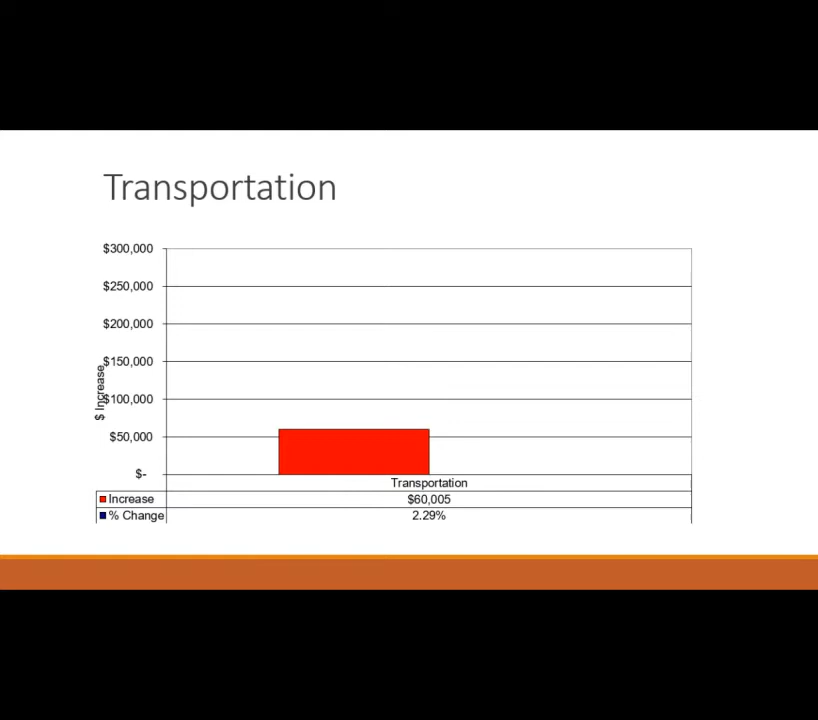 Transportation
$300,000
$250,000
$200,000
$150,000
$100,000
$50,000
$-
$ Increase
Transportation
Increase $60,005
% Change 2.29%